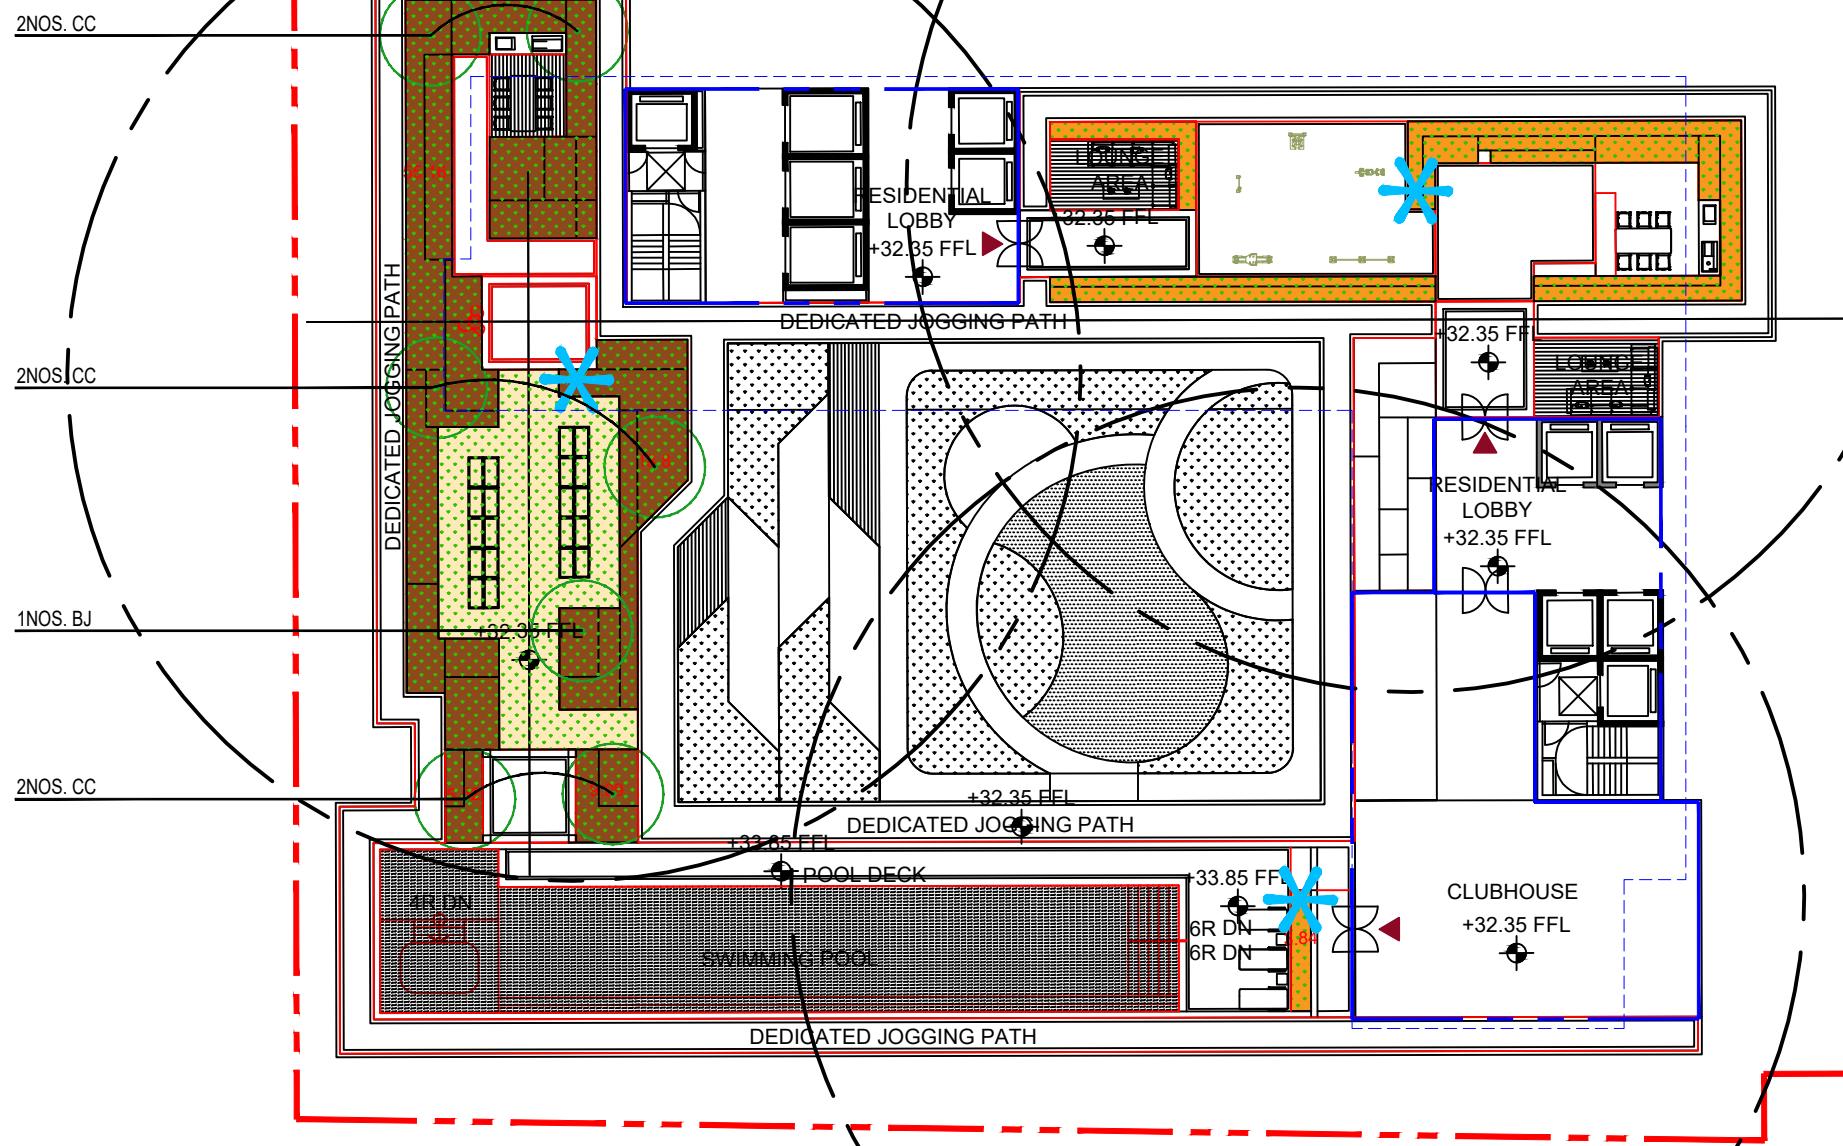 2NOS. CC
LOUNGE
AREA
RESIDENTIAL
LOBBY
+32.35 FFL
+32.35 FFL
DEDICATED JOGGING PATH
DEDICATED JOGGING PATH
+32.35 FFL
LOUNGE
AREA
2NOS. CC
RESIDENTIAL
LOBBY
+32.35 FFL
1NOS. BJ
+32.35 FFL
2NOS. CC
+32.35 FFL
DEDICATED JOGGING PATH
+33.85 FFL
POOL DECK
+33.85 FFL
CLUBHOUSE
+32.35 FFL
4R DN
6R DN
6R DN
SWIMMING POOL
DEDICATED JOGGING PATH